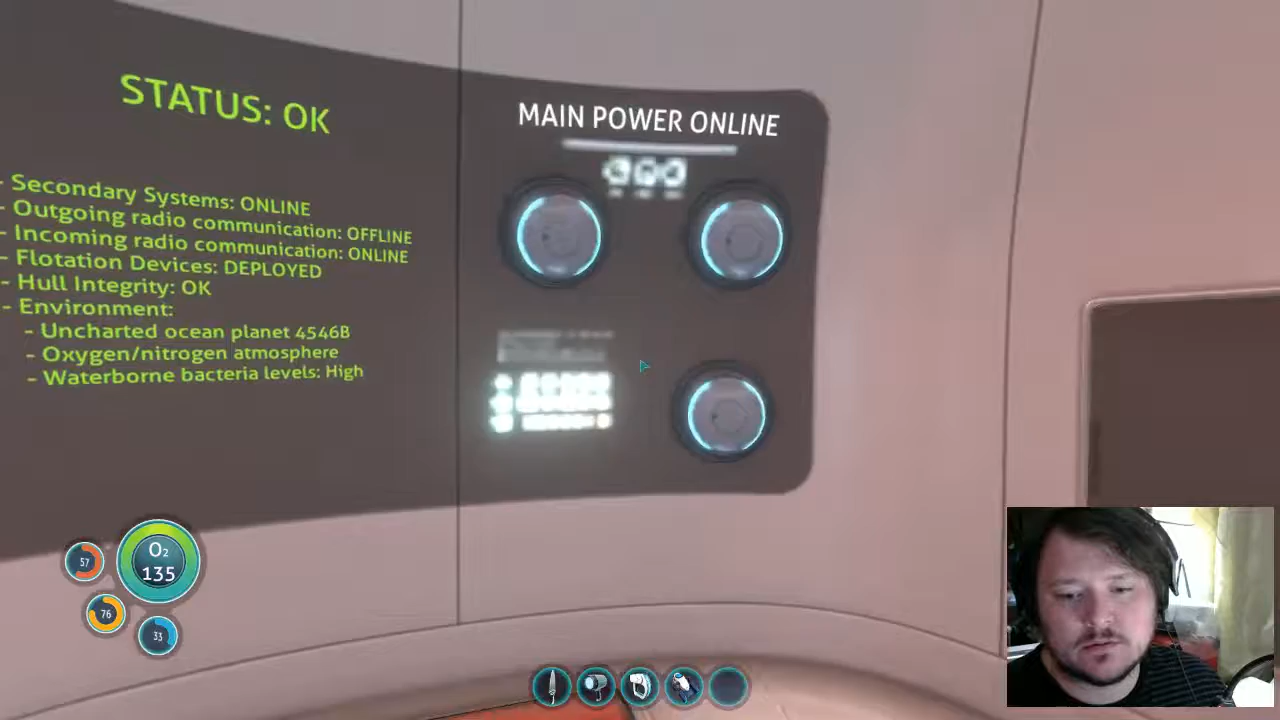 STATUS: OK
- Secondary Systems: ONLINE
- Outgoing radio communication: OFFLINE
- Incoming radio communication: ONLINE
- Flotation Devices: DEPLOYED
- Hull Integrity: OK
- Environment:
- Uncharted ocean planet 4546B
- Oxygen/nitrogen atmosphere
- Waterborne bacteria levels: High
MAIN POWER ONLINE
57
O₂
135
76
33